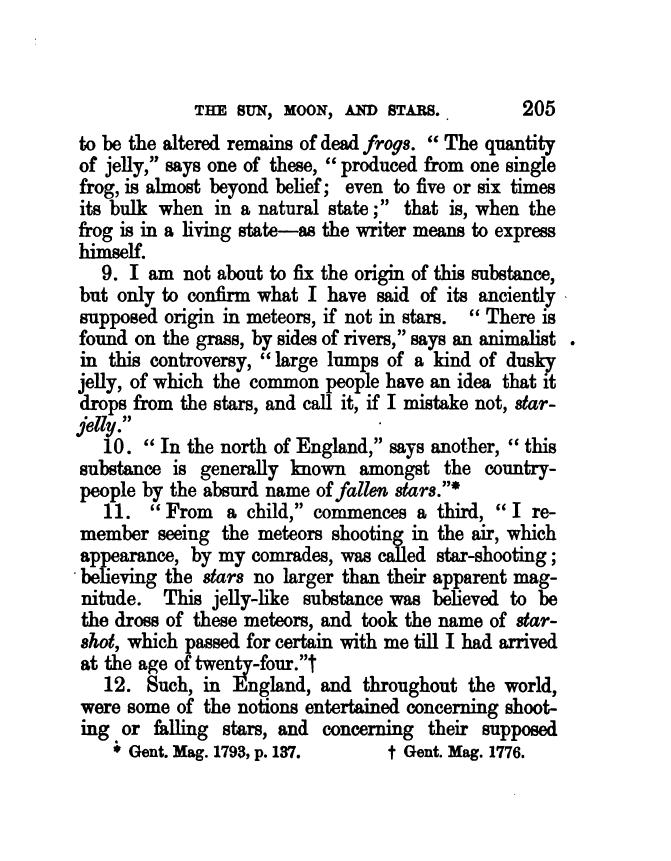 THE SUN, MOON, AND STARS. 205
to be the altered remains of dead frogs. “ The quantity
of jelly,” says one of these, “ produced from one single
frog, is almost beyond belief; even to five or six times
its bulk when in a natural state ;” that is, when the
frog is in a living state—as the writer means to express
himself.
9. I am not about to fix the origin of this substance,
but only to confirm what I have said of its anciently
supposed origin in meteors, if not in stars. “ There is
found on the grass, by sides of rivers,” says an animalist
in this controversy, “ large lumps of a kind of dusky
jelly, of which the common people have an idea that it
drops from the stars, and call it, if I mistake not, star-
jelly.”
10. “ In the north of England,” says another, “ this
substance is generally known amongst the country-
people by the absurd name of fallen stars.”*
11. “ From a child,” commences a third, “ I re-
member seeing the meteors shooting in the air, which
appearance, by my comrades, was called star-shooting ;
believing the stars no larger than their apparent mag-
nitude. This jelly-like substance was believed to be
the dross of these meteors, and took the name of star-
shot, which passed for certain with me till I had arrived
at the age of twenty-four.”†
12. Such, in England, and throughout the world,
were some of the notions entertained concerning shoot-
ing or falling stars, and concerning their supposed
* Gent. Mag. 1793, p. 137. † Gent. Mag. 1776.